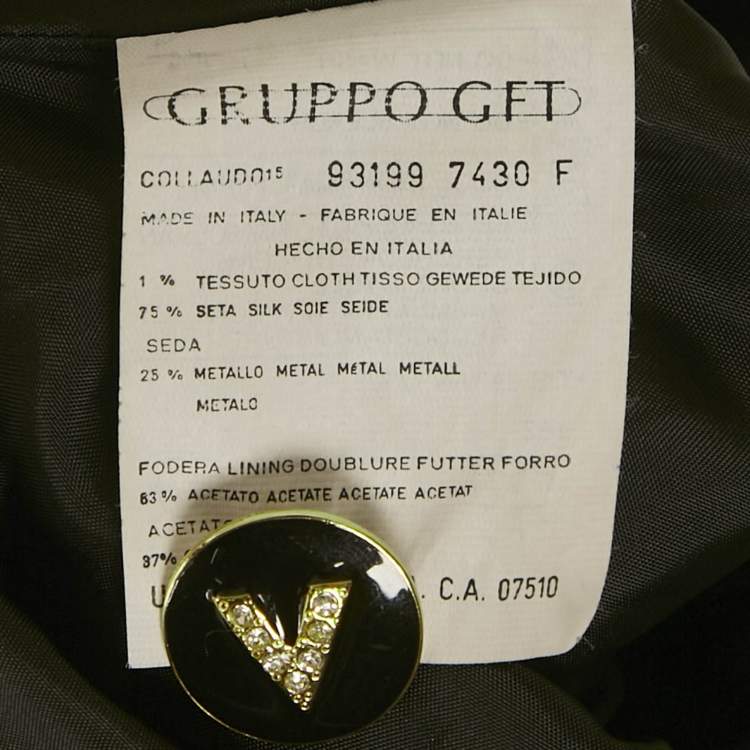 GRUPPO GFT
COLLAUDO15 93199 7430 F
MADE IN ITALY - FABRIQUE EN ITALIE
HECHO EN ITALIA
1 % TESSUTO CLOTH TISSO GEWEDE TEJIDO
75 % SETA SILK SOIE SEIDE
SEDA
25 % METALLO METAL MéTAL METALL
METALO
FODERA LINING DOUBLURE FUTTER FORRO
63 % ACETATO ACETATE ACETATE ACETAT
ACETATO
37%
C.A. 07510
V